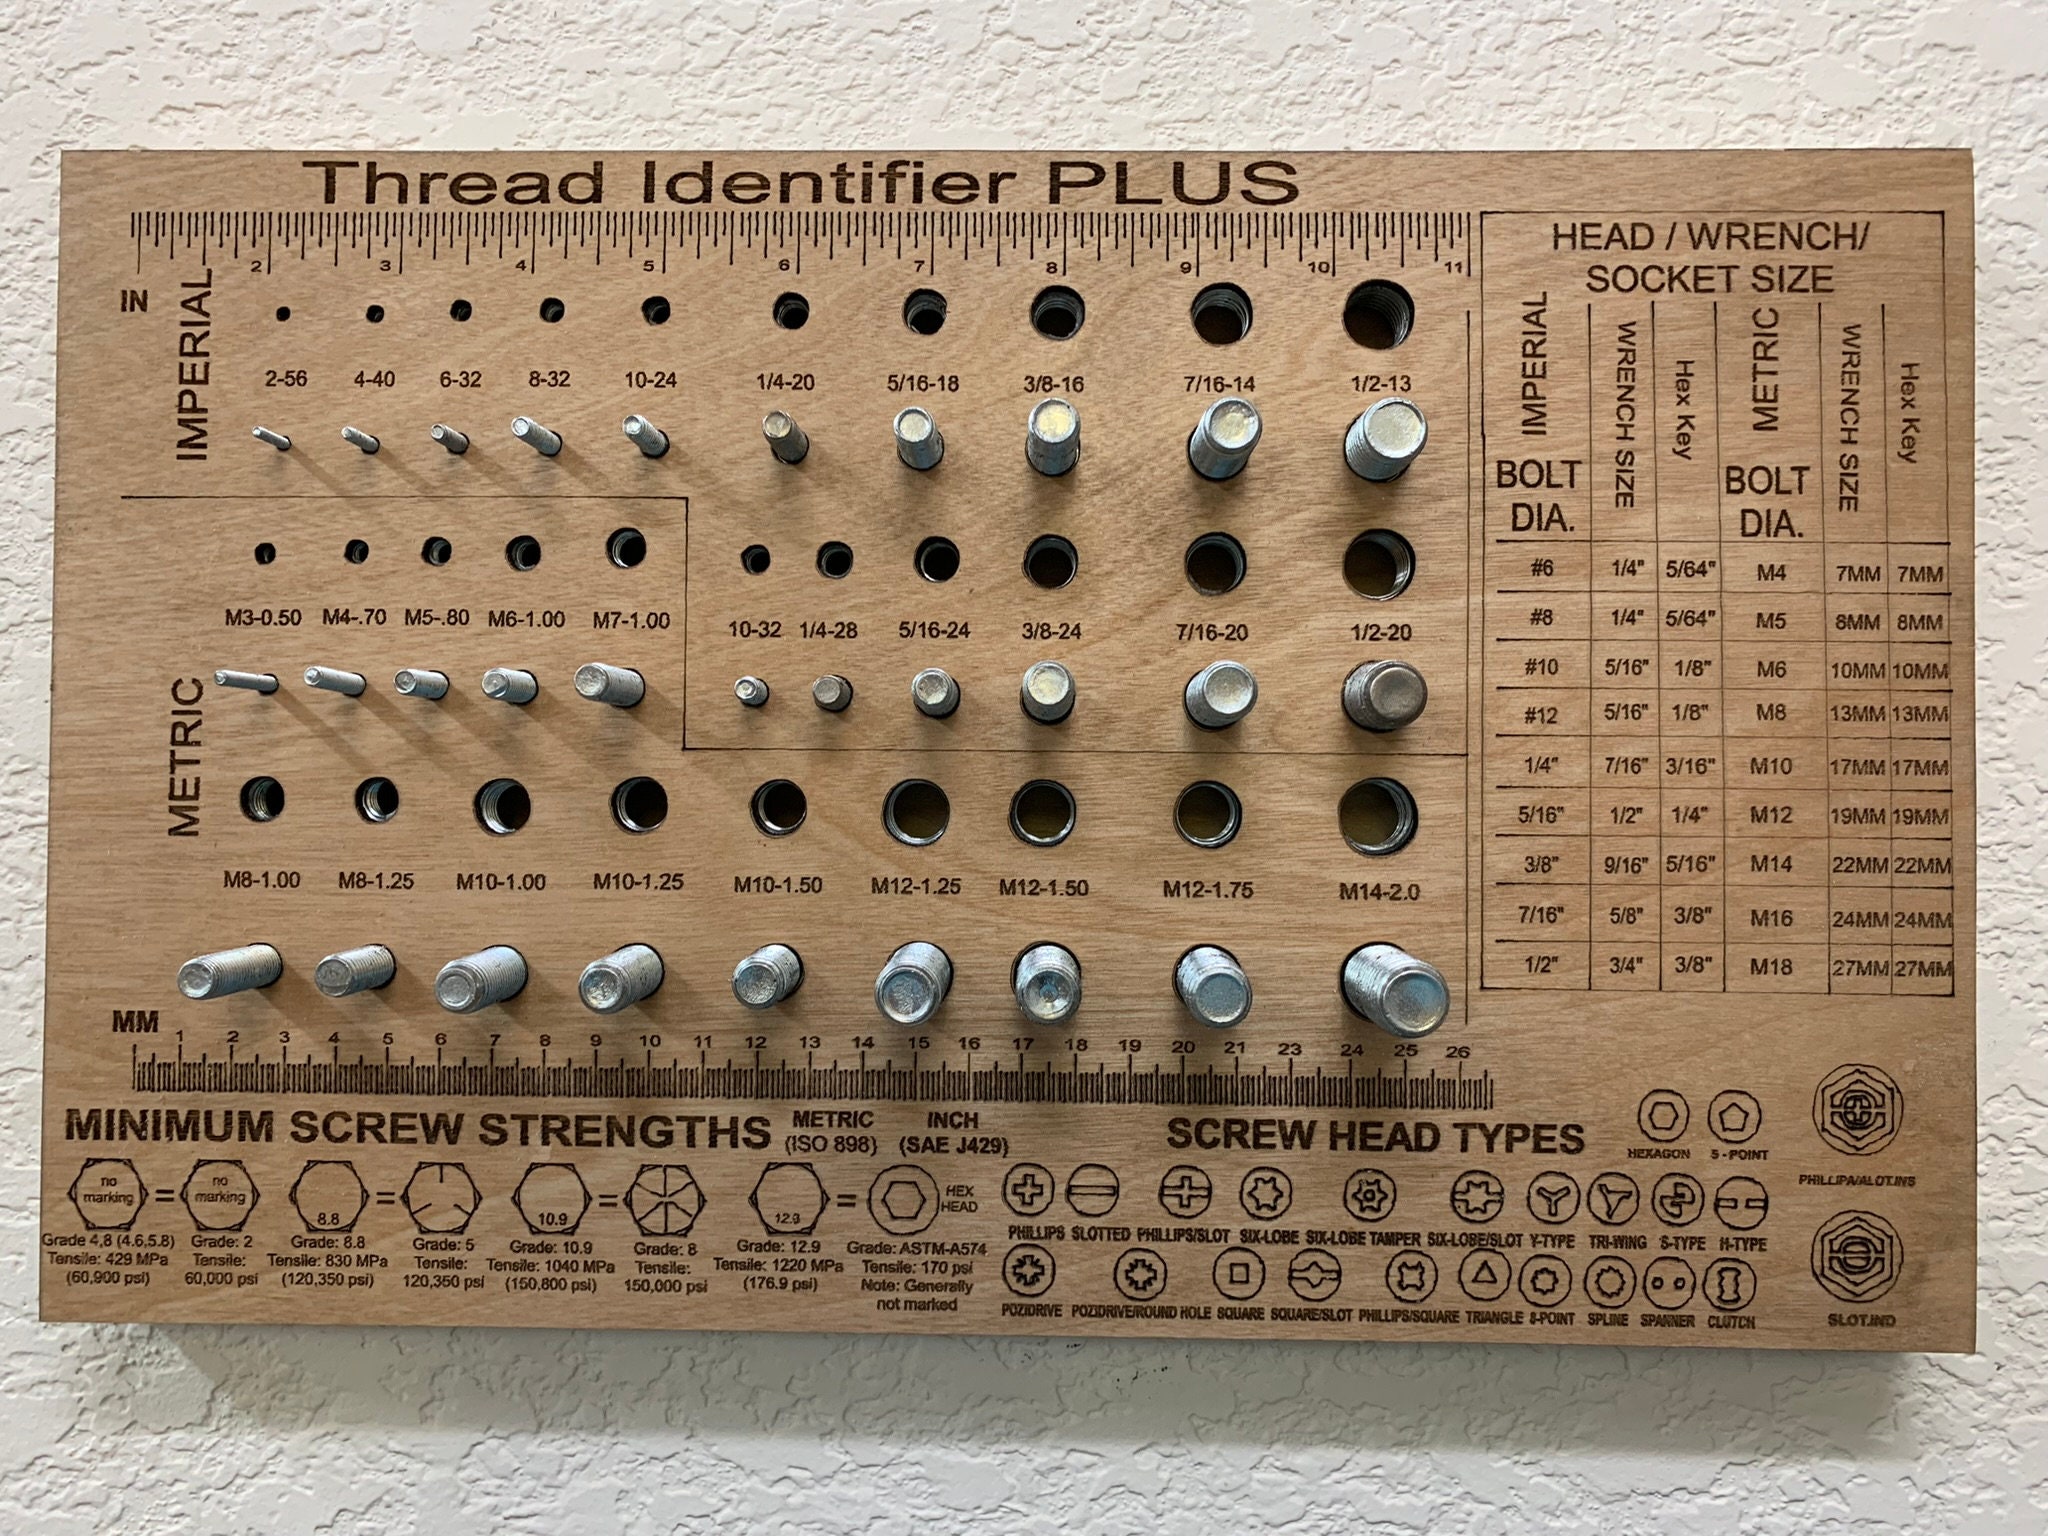 Thread Identifier PLUS
2 3 4 5 6 7 8 9 10 11
IN
IMPERIAL
2-56 4-40 6-32 8-32 10-24 1/4-20 5/16-18 3/8-16 7/16-14 1/2-13
METRIC
M3-0.50 M4-.70 M5-.80 M6-1.00 M7-1.00
10-32 1/4-28 5/16-24 3/8-24 7/16-20 1/2-20
M8-1.00 M8-1.25 M10-1.00 M10-1.25 M10-1.50 M12-1.25 M12-1.50 M12-1.75 M14-2.0
MM
1 2 3 4 5 6 7 8 9 10 11 12 13 14 15 16 17 18 19 20 21 23 24 25 26
HEAD / WRENCH/
SOCKET SIZE
IMPERIAL WRENCH SIZE Hex Key METRIC WRENCH SIZE Hex Key
BOLT DIA. BOLT DIA.
#6 1/4" 5/64" M4 7MM 7MM
#8 1/4" 5/64" M5 8MM 8MM
#10 5/16" 1/8" M6 10MM 10MM
#12 5/16" 1/8" M8 13MM 13MM
1/4" 7/16" 3/16" M10 17MM 17MM
5/16" 1/2" 1/4" M12 19MM 19MM
3/8" 9/16" 5/16" M14 22MM 22MM
7/16" 5/8" 3/8" M16 24MM 24MM
1/2" 3/4" 3/8" M18 27MM 27MM
MINIMUM SCREW STRENGTHS
METRIC
(ISO 898)
INCH
(SAE J429)
no
marking
=
no
marking
8.8
=
10.9
=
12.9
=
HEX
HEAD
Grade 4,8 (4.6,5.8)
Tensile: 429 MPa
(60,900 psi)
Grade: 2
Tensile:
60,000 psi
Grade: 8.8
Tensile: 830 MPa
(120,350 psi)
Grade: 5
Tensile:
120,350 psi
Grade: 10.9
Tensile: 1040 MPa
(150,800 psi)
Grade: 8
Tensile:
150,000 psi
Grade: 12.9
Tensile: 1220 MPa
(176.9 psi)
Grade: ASTM-A574
Tensile: 170 psi
Note: Generally
not marked
SCREW HEAD TYPES
HEXAGON 5 - POINT
PHILLIPA/ALOT.INS
PHILLIPS SLOTTED PHILLIPS/SLOT SIX-LOBE SIX-LOBE TAMPER SIX-LOBE/SLOT Y-TYPE TRI-WING S-TYPE H-TYPE
POZIDRIVE POZIDRIVE/ROUND HOLE SQUARE SQUARE/SLOT PHILLIPS/SQUARE TRIANGLE 8-POINT SPLINE SPANNER CLUTCH
SLOT.IND